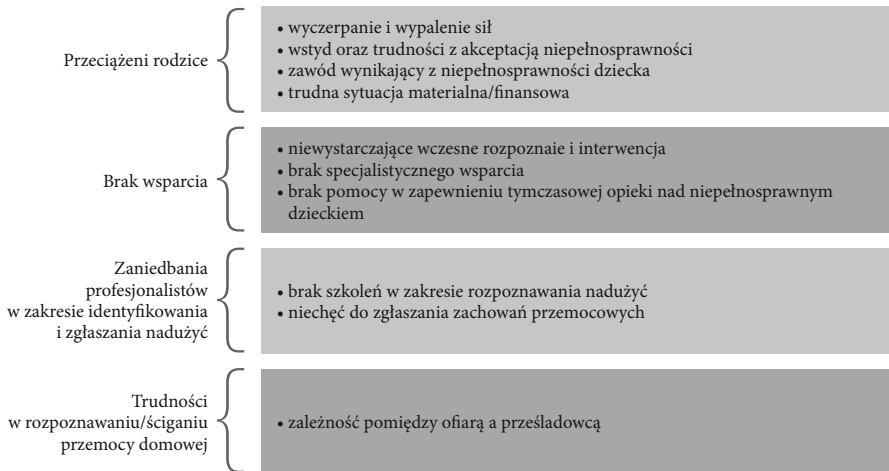 Przeciążeni rodzice
• wyczerpanie i wypalenie sił
• wstyd oraz trudności z akceptacją niepełnosprawności
• zawód wynikający z niepełnosprawności dziecka
• trudna sytuacja materialna/finansowa
Brak wsparcia
• niewystarczające wczesne rozpoznaie i interwencja
• brak specjalistycznego wsparcia
• brak pomocy w zapewnieniu tymczasowej opieki nad niepełnosprawnym
dzieckiem
Zaniedbania
profesjonalistów
w zakresie identyfikowania
i zgłaszania nadużyć
• brak szkoleń w zakresie rozpoznawania nadużyć
• niechęć do zgłaszania zachowań przemocowych
Trudności
w rozpoznawaniu/ściganiu
przemocy domowej
• zależność pomiędzy ofiarą a prześladowcą